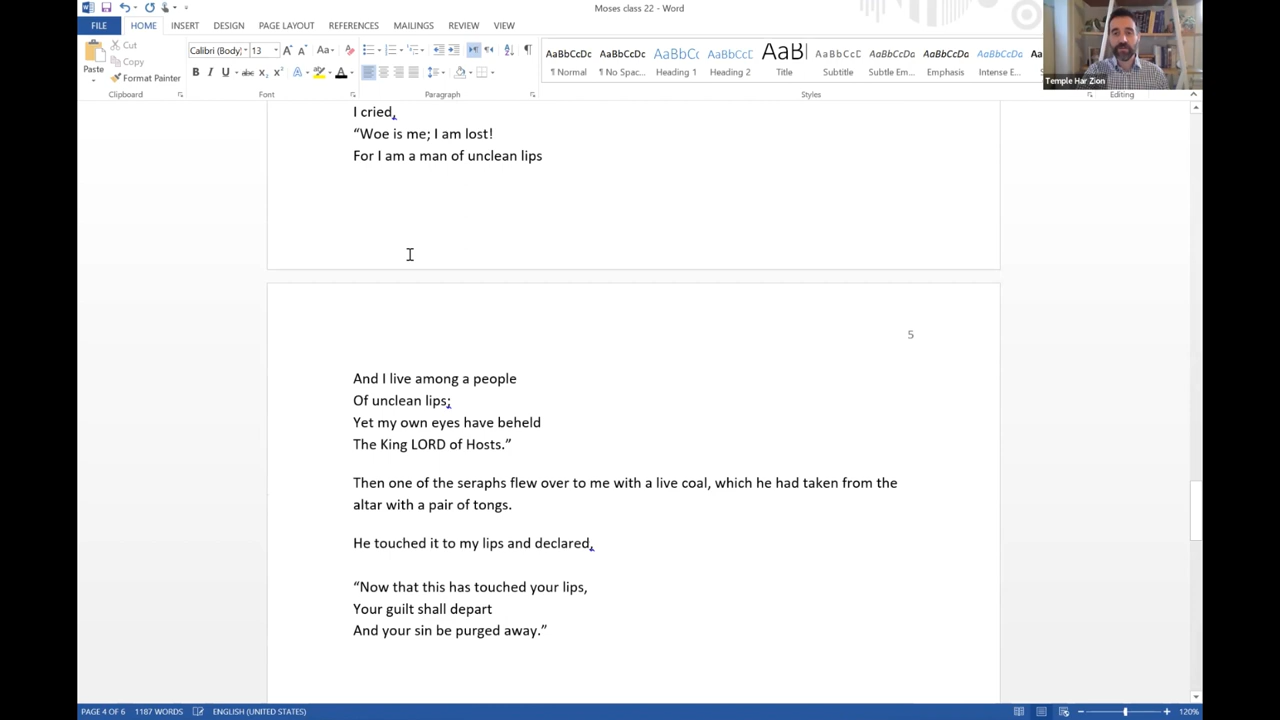 Moses class 22 - Word
FILE HOME INSERT DESIGN PAGE LAYOUT REFERENCES MAILINGS REVIEW VIEW
Paste
Cut
Copy
Format Painter
Clipboard
Calibri (Body) 13
Font
Paragraph
AaBbCcDc AaBbCcDc AaBbCc AaBbCcD AaB AaBbCcD AaBbCcDc AaBbCcDc AaBbCcDc
¶ Normal ¶ No Spac... Heading 1 Heading 2 Title Subtitle Subtle Em... Emphasis Intense E...
Styles
Editing
Temple Har Zion
I cried,
“Woe is me; I am lost!
For I am a man of unclean lips
5
And I live among a people
Of unclean lips;
Yet my own eyes have beheld
The King LORD of Hosts.”
Then one of the seraphs flew over to me with a live coal, which he had taken from the
altar with a pair of tongs.
He touched it to my lips and declared,
“Now that this has touched your lips,
Your guilt shall depart
And your sin be purged away.”
PAGE 4 OF 6 1187 WORDS ENGLISH (UNITED STATES)
120%